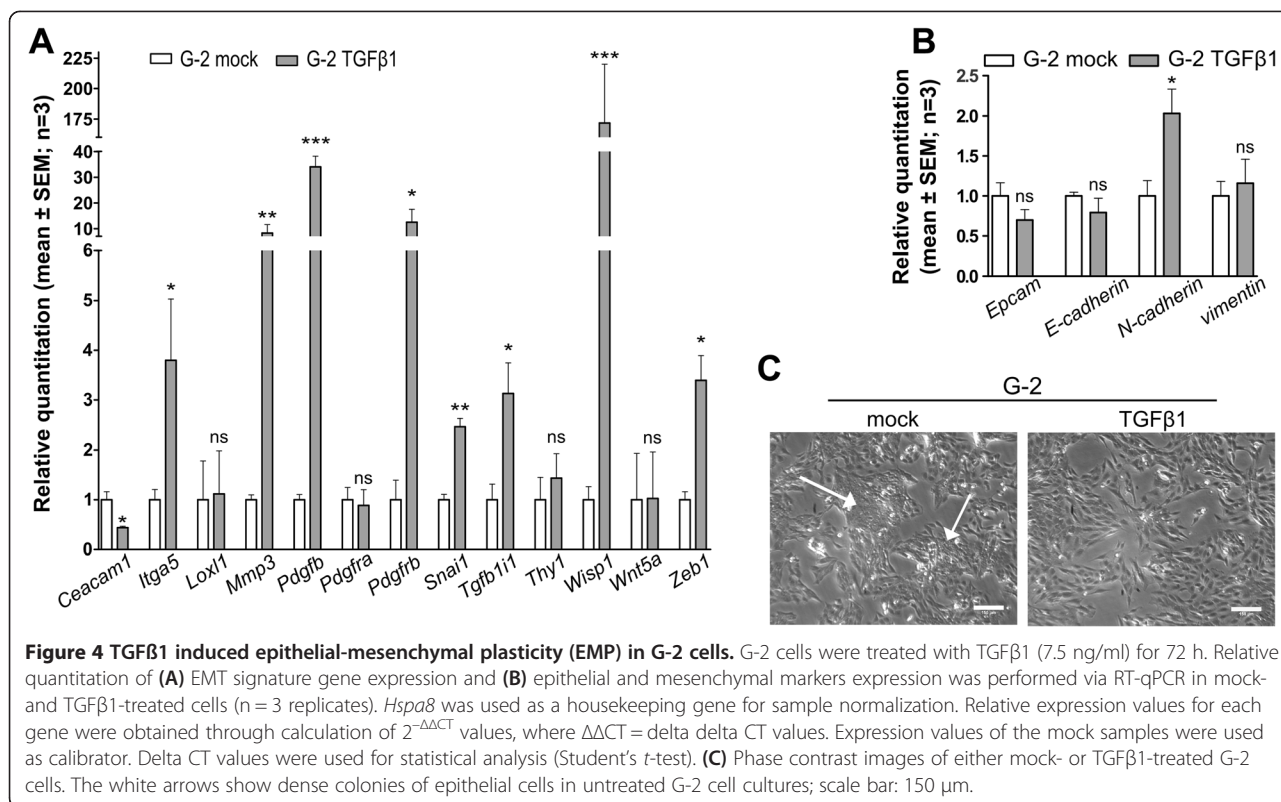 A
G-2 mock
G-2 TGFβ1
Relative quantitation (mean ± SEM; n=3)
225
200
175
40
30
20
10
6
5
4
3
2
1
0
*
*
ns
**
***
ns
*
**
*
ns
***
ns
*
Ceacam1
Itga5
Loxl1
Mmp3
Pdgfb
Pdgfra
Pdgfrb
Snai1
Tgfb1i1
Thy1
Wisp1
Wnt5a
Zeb1
B
G-2 mock
G-2 TGFβ1
Relative quantitation
(mean ± SEM; n=3)
2.5
2.0
1.5
1.0
0.5
0.0
ns
ns
*
ns
Epcam
E-cadherin
N-cadherin
vimentin
C
G-2
mock
TGFβ1
150 µm
150 µm
Figure 4 TGFß1 induced epithelial-mesenchymal plasticity (EMP) in G-2 cells. G-2 cells were treated with TGFβ1 (7.5 ng/ml) for 72 h. Relative
quantitation of (A) EMT signature gene expression and (B) epithelial and mesenchymal markers expression was performed via RT-qPCR in mock-
and TGFβ1-treated cells (n = 3 replicates). Hspa8 was used as a housekeeping gene for sample normalization. Relative expression values for each
gene were obtained through calculation of 2−ΔΔCT values, where ΔΔCT = delta delta CT values. Expression values of the mock samples were used
as calibrator. Delta CT values were used for statistical analysis (Student's t-test). (C) Phase contrast images of either mock- or TGFβ1-treated G-2
cells. The white arrows show dense colonies of epithelial cells in untreated G-2 cell cultures; scale bar: 150 μm.